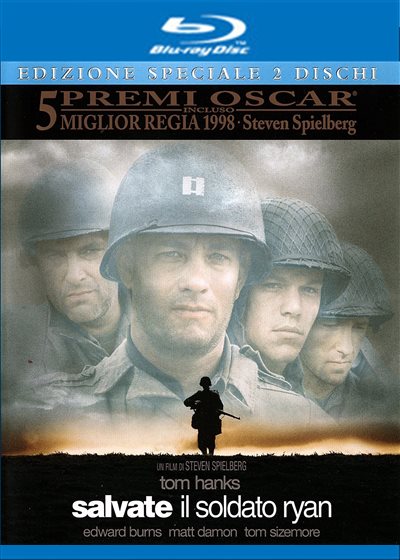 Blu-ray Disc
EDIZIONE SPECIALE 2 DISCHI
5 PREMI OSCAR®
INCLUSO
MIGLIOR REGIA 1998 · Steven Spielberg
UN FILM DI STEVEN SPIELBERG
tom hanks
salvate il soldato ryan
edward burns matt damon tom sizemore